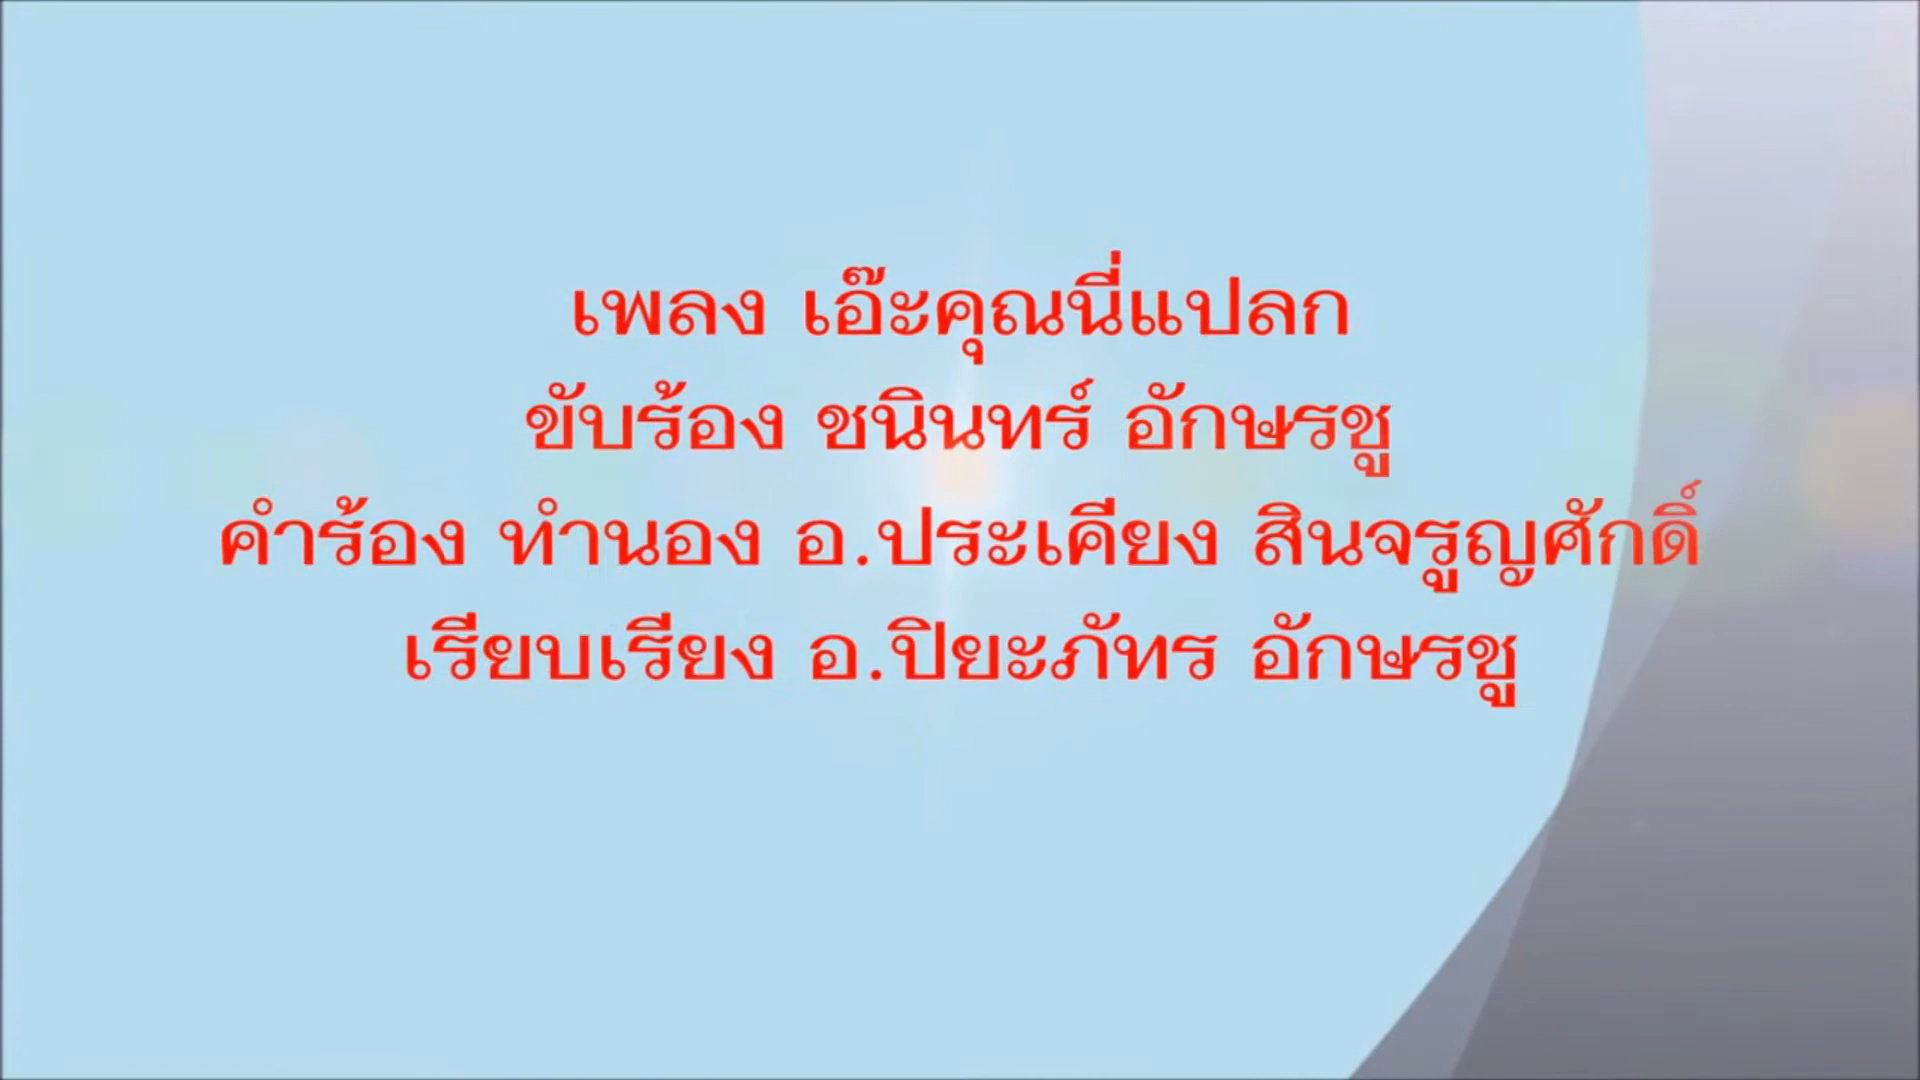 เพลง เอ๊ะคุณนี่แปลก
ขับร้อง ชนินทร์ อักษรชู
คำร้อง ทำนอง อ.ประเคียง สินจรูญศักดิ์
เรียบเรียง อ.ปิยะภัทร อักษรชู